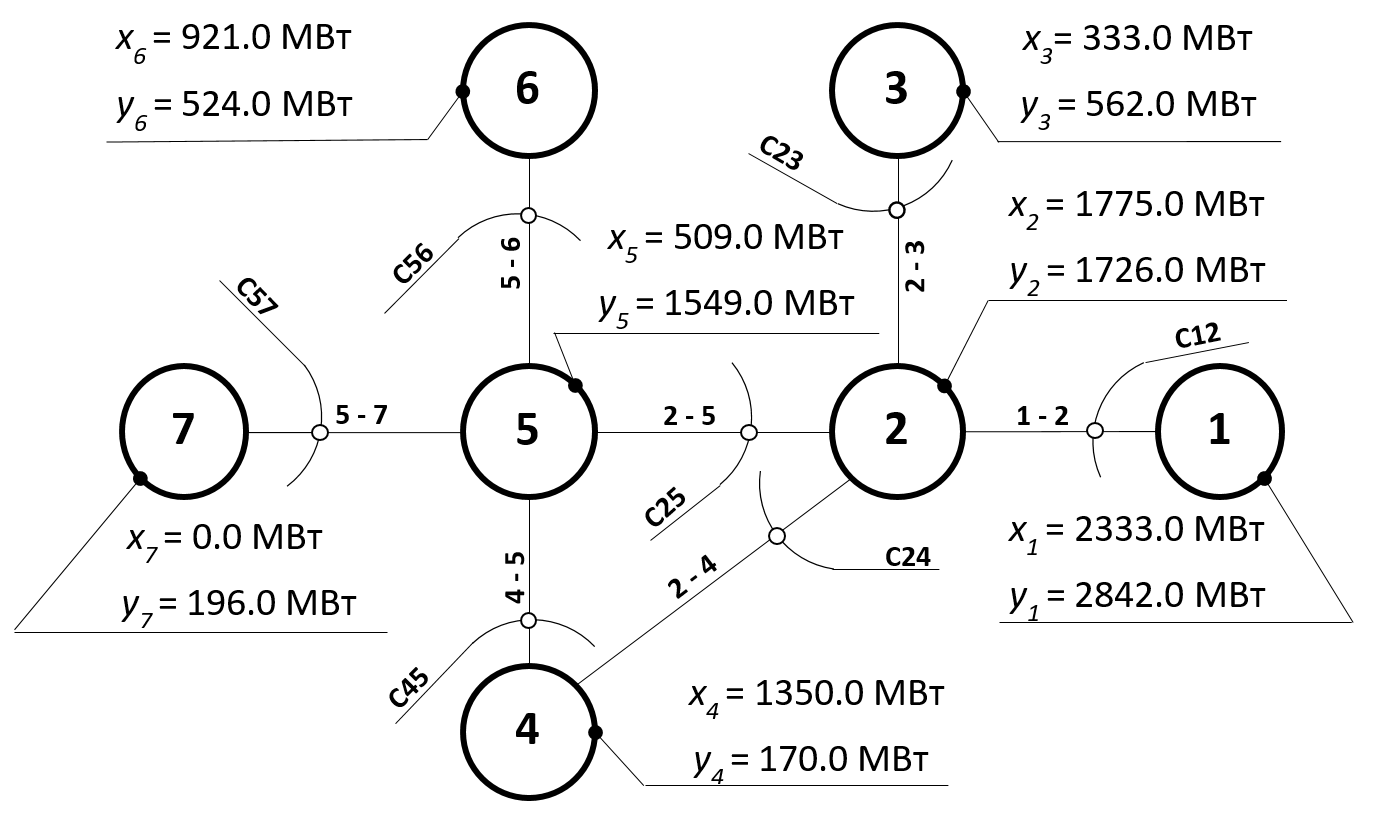 x6 = 921.0 МВт
y6 = 524.0 МВт
6
3
x3= 333.0 МВт
y3 = 562.0 МВт
C23
x2 = 1775.0 МВт
y2 = 1726.0 МВт
C56
5 - 6
x5 = 509.0 МВт
y5 = 1549.0 МВт
2 - 3
C57
C12
7
5 - 7
5
2 - 5
2
1 - 2
1
C25
x7 = 0.0 МВт
y7 = 196.0 МВт
4 - 5
2 - 4
C24
x1 = 2333.0 МВт
y1 = 2842.0 МВт
C45
4
x4 = 1350.0 МВт
y4 = 170.0 МВт